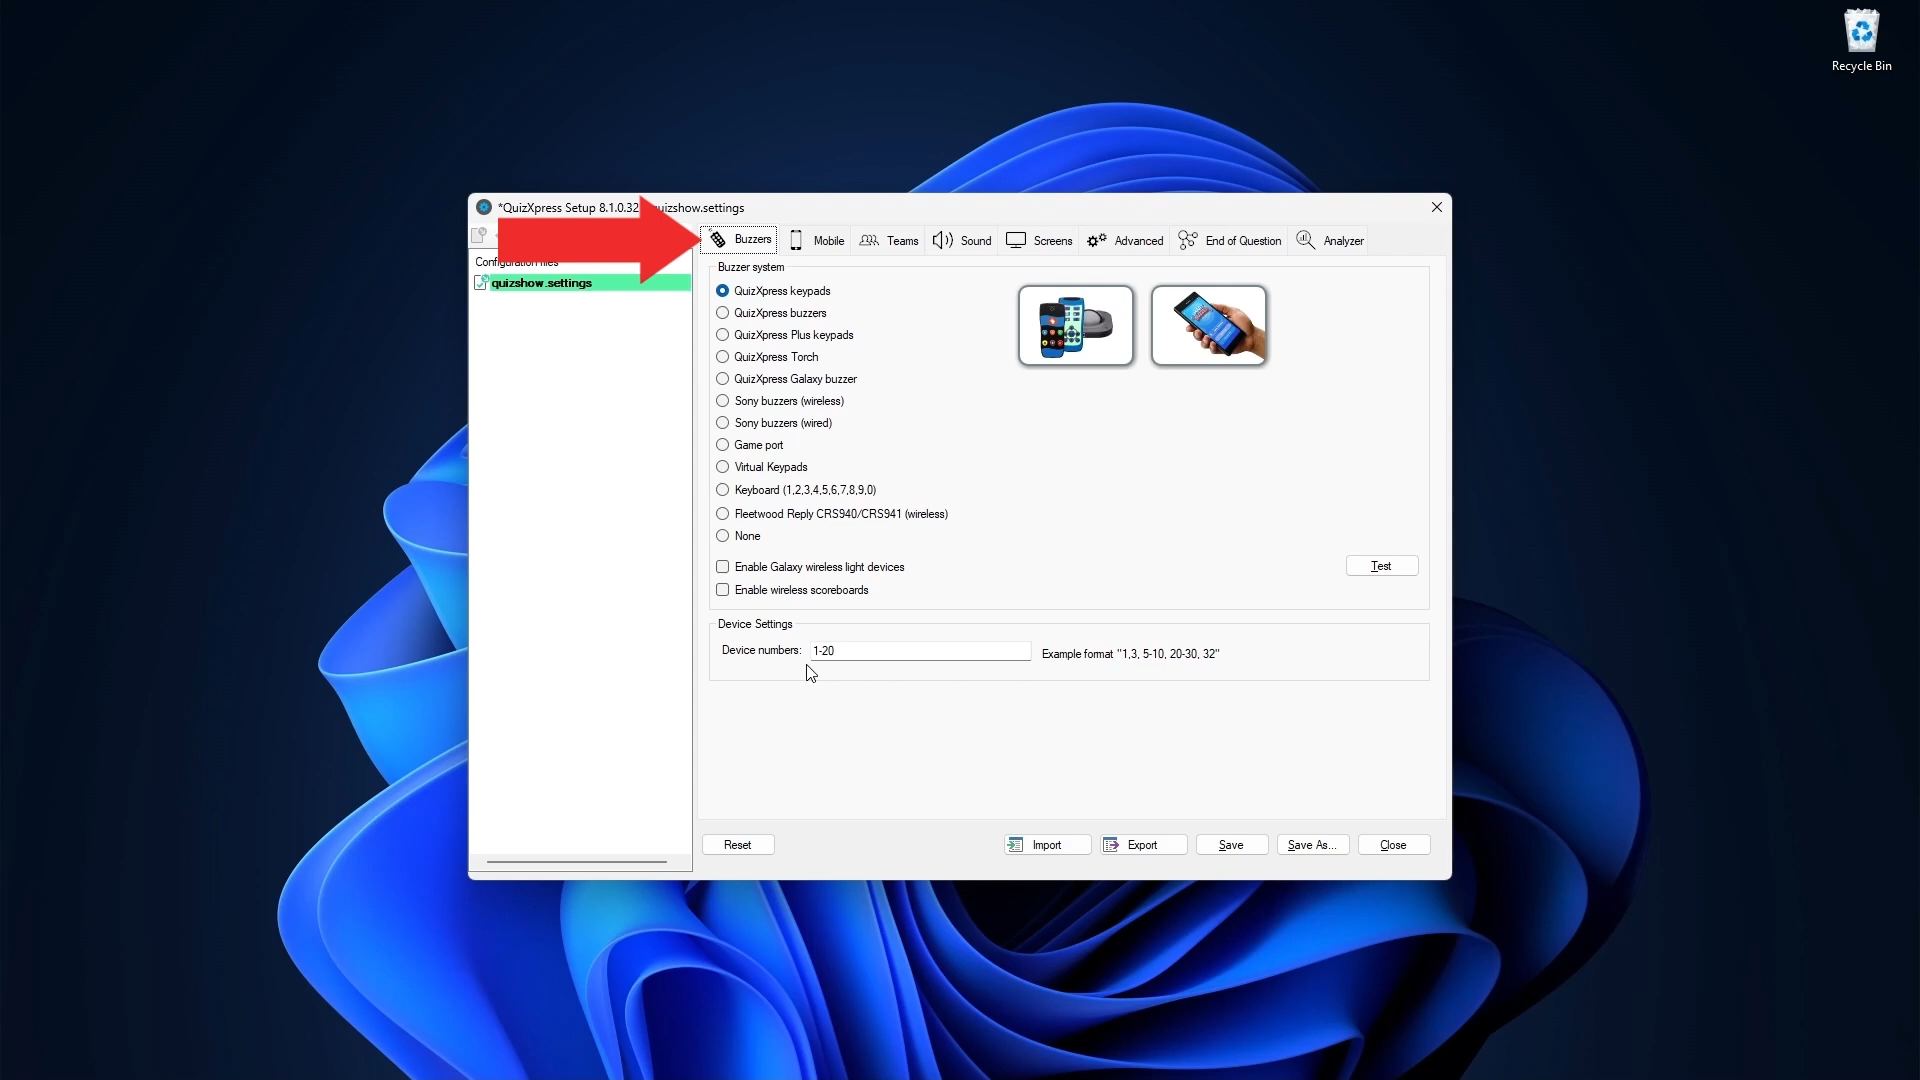 Recycle Bin
*QuizXpress Setup 8.1.0.32 uizshow.settings
Buzzers
Mobile
Teams
Sound
Screens
Advanced
End of Question
Analyzer
Configuration files
quizshow.settings
Buzzer system
QuizXpress keypads
QuizXpress buzzers
QuizXpress Plus keypads
QuizXpress Torch
QuizXpress Galaxy buzzer
Sony buzzers (wireless)
Sony buzzers (wired)
Game port
Virtual Keypads
Keyboard (1,2,3,4,5,6,7,8,9,0)
Fleetwood Reply CRS940/CRS941 (wireless)
None
Enable Galaxy wireless light devices
Test
Enable wireless scoreboards
Device Settings
Device numbers: 1-20 Example format "1,3, 5-10, 20-30, 32"
Reset
Import
Export
Save
Save As...
Close